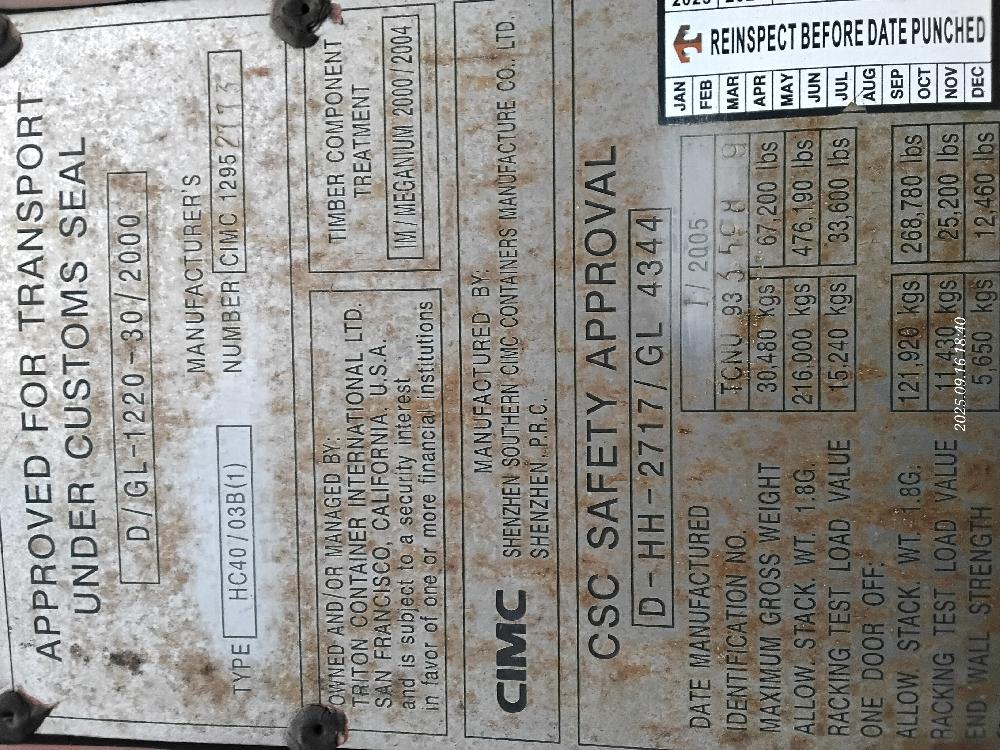 APPROVED FOR TRANSPORT
UNDER CUSTOMS SEAL
D/GL-1220-30/2000
TYPE HC40/03B(1)
MANUFACTURER'S
NUMBER CIMC 1295 2173
OWNED AND/OR MANAGED BY:
TRITON CONTAINER INTERNATIONAL LTD.
SAN FRANCISCO, CALIFORNIA. U.S.A.
and is subject to a security interest
in favor of one or more financial institutions
TIMBER COMPONENT
TREATMENT
IM/MEGANIUM 2000/2004
CIMC
MANUFACTURED BY:
SHENZHEN SOUTHERN CIMC CONTAINERS MANUFACTURE CO., LTD.
SHENZHEN, P.R.C.
CSC SAFETY APPROVAL
D-HH-2717/GL 4344
DATE MANUFACTURED 1/2005
IDENTIFICATION NO. TCNU 93
MAXIMUM GROSS WEIGHT 30,480 kgs 67,200 lbs
ALLOW. STACK. WT. 1.8G. 216,000 kgs 476,190 lbs
RACKING TEST LOAD VALUE 15,240 kgs 33,600 lbs
ONE DOOR OFF:
ALLOW. STACK. WT. 1.8G. 121,920 kgs 268,780 lbs
RACKING TEST LOAD VALUE 11,430 kgs 25,200 lbs
END WALL STRENGTH 5,650 kgs 12,460 lbs
REINSPECT BEFORE DATE PUNCHED
JAN FEB MAR APR MAY JUN JUL AUG SEP OCT NOV DEC
2025.09.16 18:40